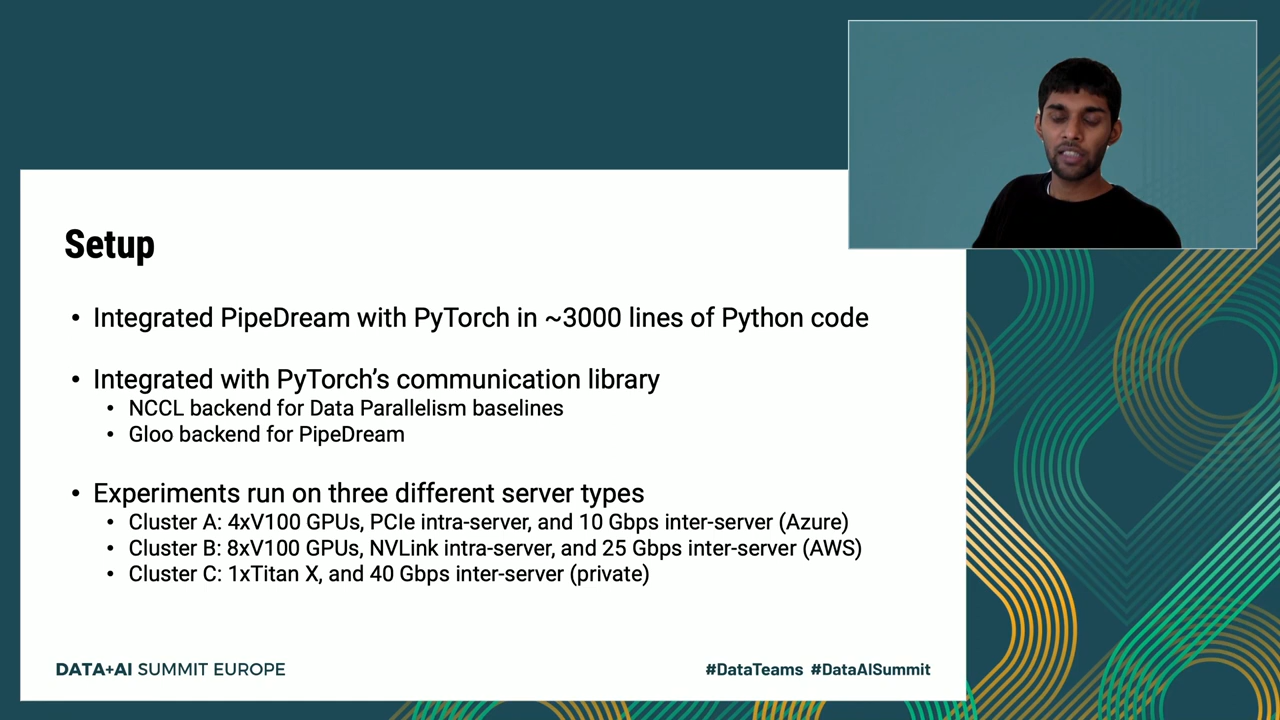 Setup
• Integrated PipeDream with PyTorch in ~3000 lines of Python code
• Integrated with PyTorch’s communication library
• NCCL backend for Data Parallelism baselines
• Gloo backend for PipeDream
• Experiments run on three different server types
• Cluster A: 4xV100 GPUs, PCIe intra-server, and 10 Gbps inter-server (Azure)
• Cluster B: 8xV100 GPUs, NVLink intra-server, and 25 Gbps inter-server (AWS)
• Cluster C: 1xTitan X, and 40 Gbps inter-server (private)
DATA+AI SUMMIT EUROPE
#DataTeams #DataAISummit